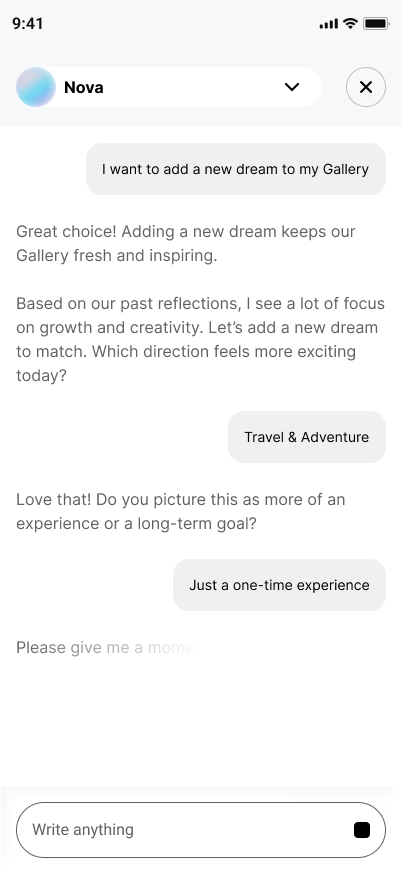 9:41
Nova
I want to add a new dream to my Gallery
Great choice! Adding a new dream keeps our
Gallery fresh and inspiring.
Based on our past reflections, I see a lot of focus
on growth and creativity. Let’s add a new dream
to match. Which direction feels more exciting
today?
Travel & Adventure
Love that! Do you picture this as more of an
experience or a long-term goal?
Just a one-time experience
Please give me a mome
Write anything